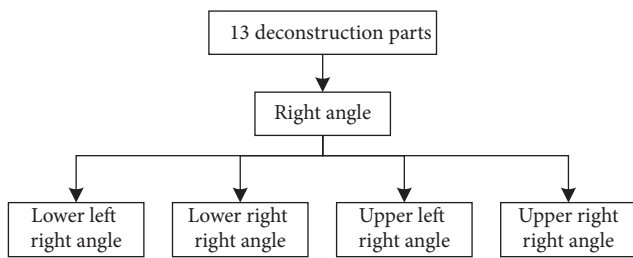 13 deconstruction parts
Right angle
Lower left
right angle
Lower right
right angle
Upper left
right angle
Upper right
right angle